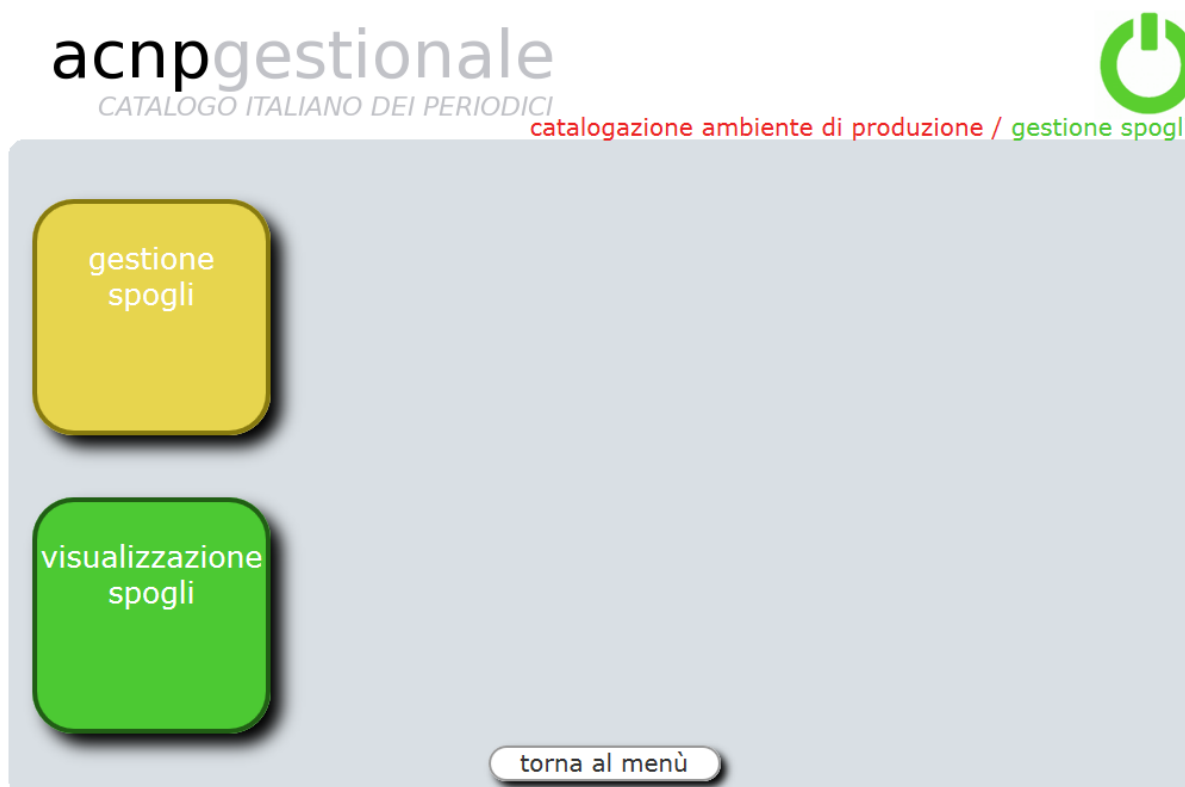 acnpgestionale
CATALOGO ITALIANO DEI PERIODICI
catalogazione ambiente di produzione / gestione spogl
gestione
spogli
visualizzazione
spogli
torna al menù